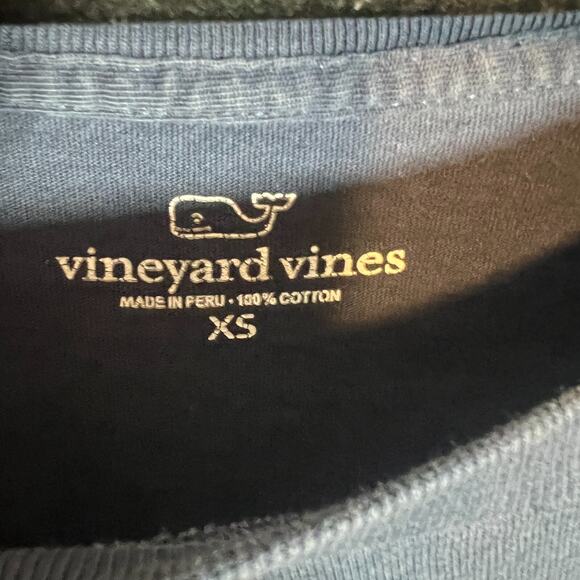 vineyard vines
MADE IN PERU • 100% COTTON
XS